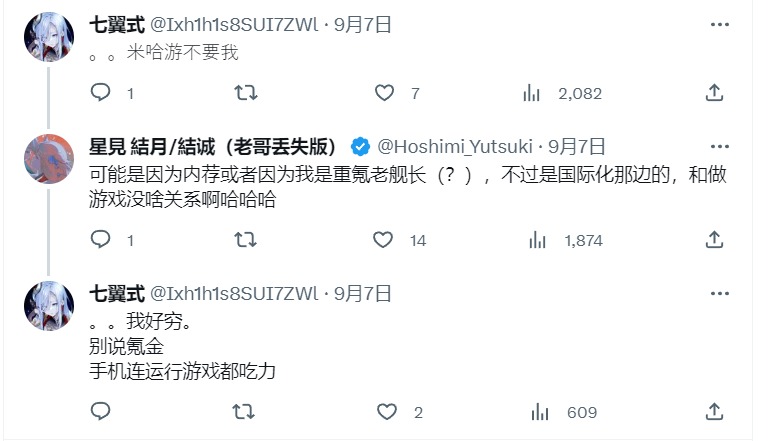 七翼式 @Ixh1h1s8SUI7ZWl · 9月7日
。。米哈游不要我
1 7 2,082
星見 結月/結誠（老哥丢失版） @Hoshimi_Yutsuki · 9月7日
可能是因为内荐或者因为我是重氪老舰长（？），不过是国际化那边的，和做
游戏没啥关系啊哈哈哈
1 14 1,874
七翼式 @Ixh1h1s8SUI7ZWl · 9月7日
。。我好穷。
别说氪金
手机连运行游戏都吃力
2 609